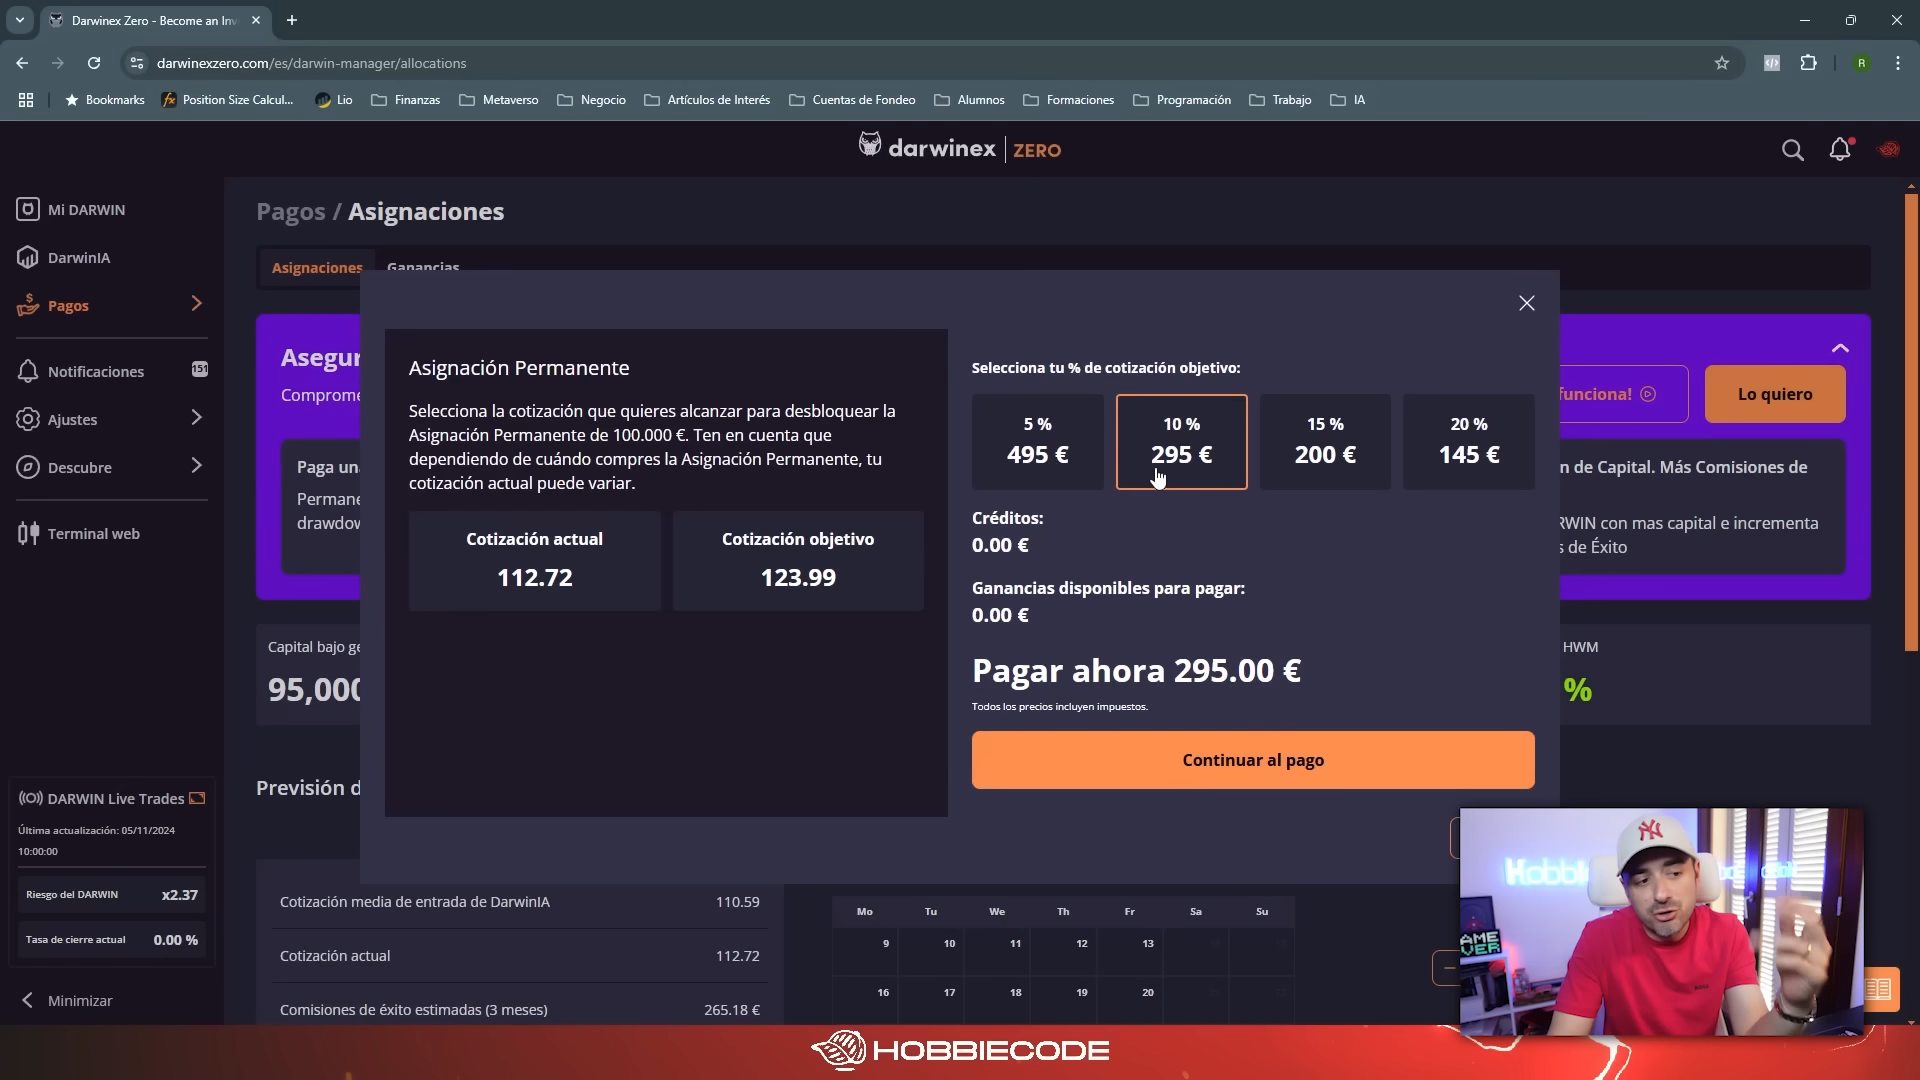 Darwinex Zero - Become an Inv
darwinexzero.com/es/darwin-manager/allocations
R
Bookmarks
Position Size Calcul...
Lio
Finanzas
Metaverso
Negocio
Artículos de Interés
Cuentas de Fondeo
Alumnos
Formaciones
Programación
Trabajo
IA
darwinex | ZERO
Mi DARWIN
DarwinIA
Pagos
Notificaciones
151
Ajustes
Descubre
Terminal web
Pagos / Asignaciones
Asignaciones
Ganancias
Asegur
Comprome
Paga un
Permane
drawdov
funciona!
Lo quiero
n de Capital. Más Comisiones de
RWIN con mas capital e incrementa
s de Éxito
Asignación Permanente
Selecciona la cotización que quieres alcanzar para desbloquear la
Asignación Permanente de 100.000 €. Ten en cuenta que
dependiendo de cuándo compres la Asignación Permanente, tu
cotización actual puede variar.
Cotización actual
112.72
Cotización objetivo
123.99
Selecciona tu % de cotización objetivo:
5 %
495 €
10 %
295 €
15 %
200 €
20 %
145 €
Créditos:
0.00 €
Ganancias disponibles para pagar:
0.00 €
Pagar ahora 295.00 €
Todos los precios incluyen impuestos.
Continuar al pago
Capital bajo ge
95,000
HWM
%
Previsión d
Cotización media de entrada de DarwinIA
110.59
Cotización actual
112.72
Comisiones de éxito estimadas (3 meses)
265.18 €
Mo Tu We Th Fr Sa Su
9 10 11 12 13
16 17 18 19 20
DARWIN Live Trades
Última actualización: 05/11/2024
10:00:00
Riesgo del DARWIN
x2.37
Tasa de cierre actual
0.00 %
Minimizar
Hobbi
NY
AME
VER
HOBBIECODE